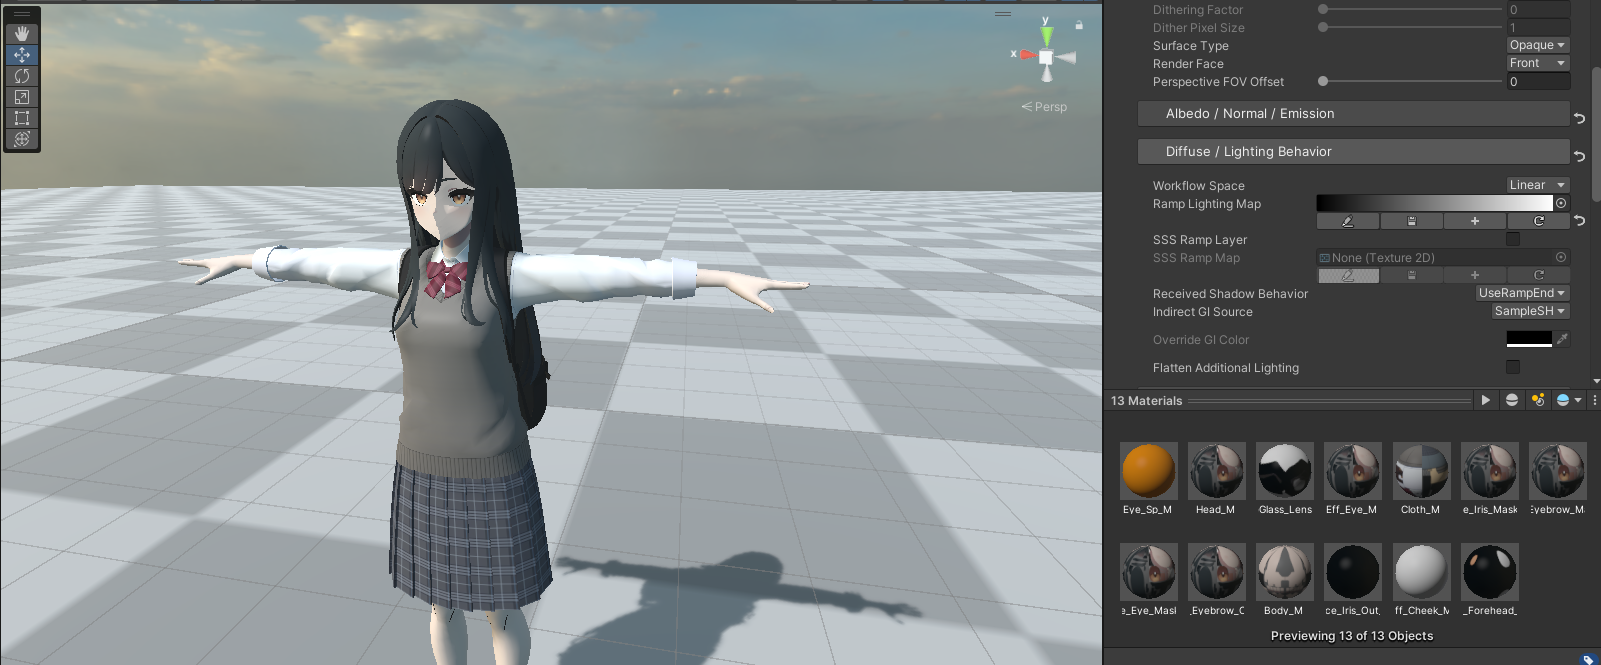 y
x
Persp
Dithering Factor 0
Dither Pixel Size 1
Surface Type Opaque
Render Face Front
Perspective FOV Offset 0
Albedo / Normal / Emission
Diffuse / Lighting Behavior
Workflow Space Linear
Ramp Lighting Map
SSS Ramp Layer
SSS Ramp Map None (Texture 2D)
Received Shadow Behavior UseRampEnd
Indirect GI Source SampleSH
Override GI Color
Flatten Additional Lighting
13 Materials
Eye_Sp_M Head_M Glass_Lens Eff_Eye_M Cloth_M e_Iris_Mask Eyebrow_M
e_Eye_Mask _Eyebrow_C Body_M ce_Iris_Out_ ff_Cheek_M _Forehead_
Previewing 13 of 13 Objects